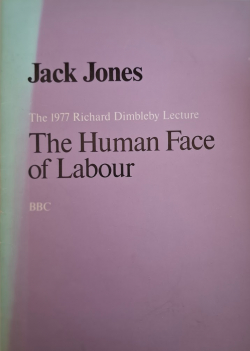 Jack Jones
The 1977 Richard Dimbleby Lecture
The Human Face
of Labour
BBC